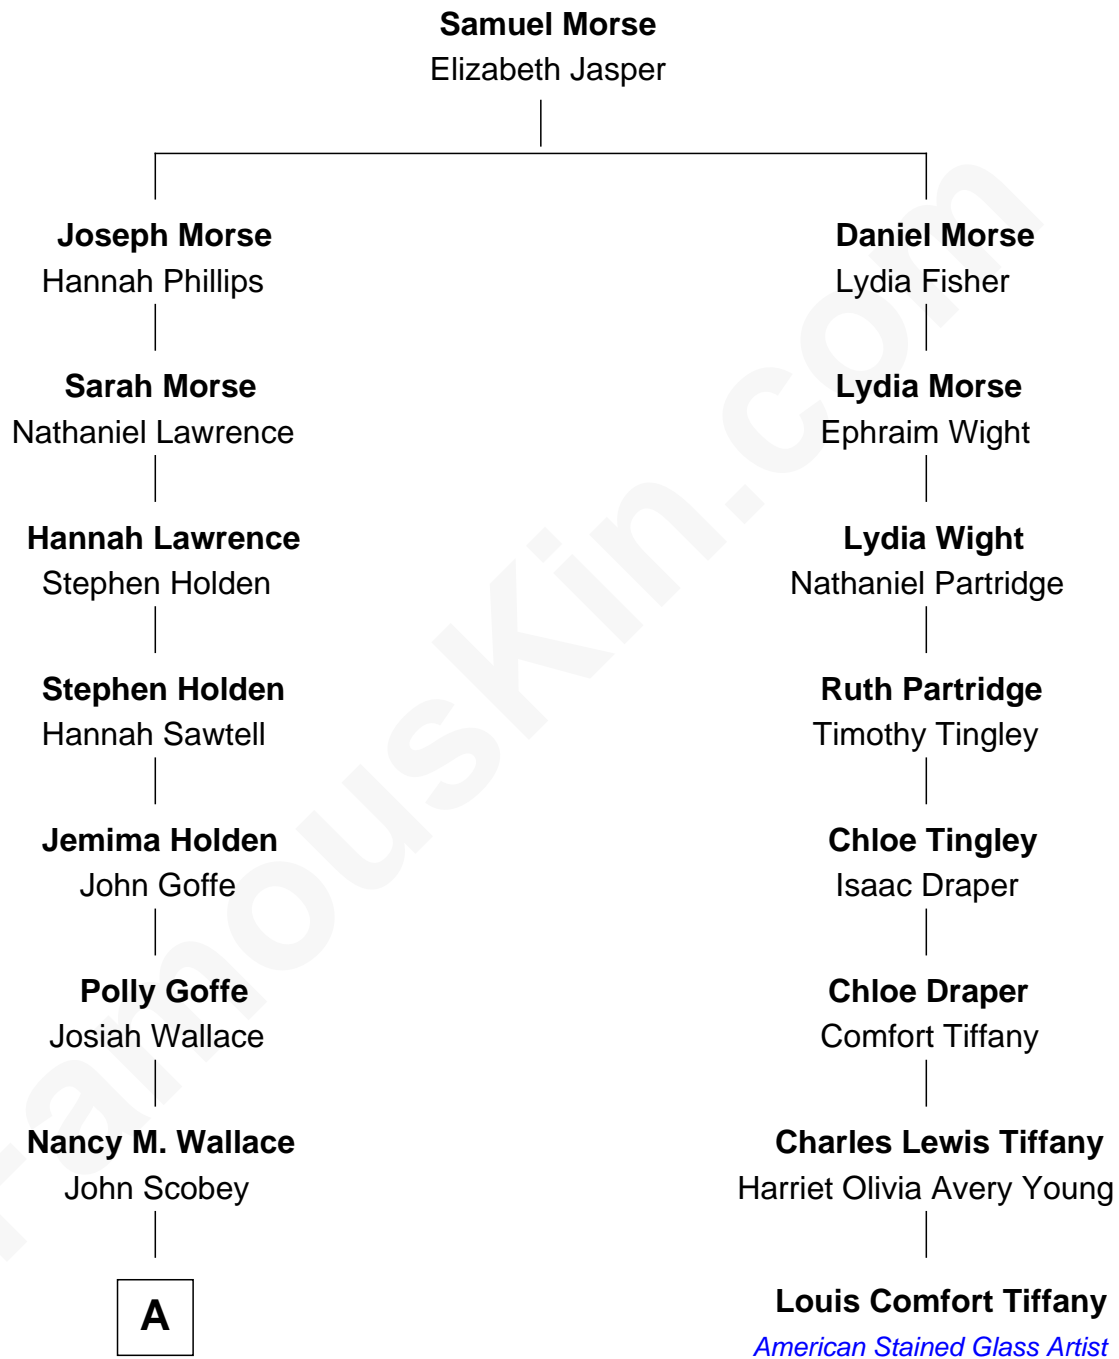 Samuel Morse
Elizabeth Jasper
Joseph Morse
Hannah Phillips
Daniel Morse
Lydia Fisher
Sarah Morse
Nathaniel Lawrence
Lydia Morse
Ephraim Wight
Hannah Lawrence
Stephen Holden
Lydia Wight
Nathaniel Partridge
Stephen Holden
Hannah Sawtell
Ruth Partridge
Timothy Tingley
Jemima Holden
John Goffe
Chloe Tingley
Isaac Draper
Polly Goffe
Josiah Wallace
Chloe Draper
Comfort Tiffany
Nancy M. Wallace
John Scobey
Charles Lewis Tiffany
Harriet Olivia Avery Young
A
Louis Comfort Tiffany
American Stained Glass Artist
FamousKin.com